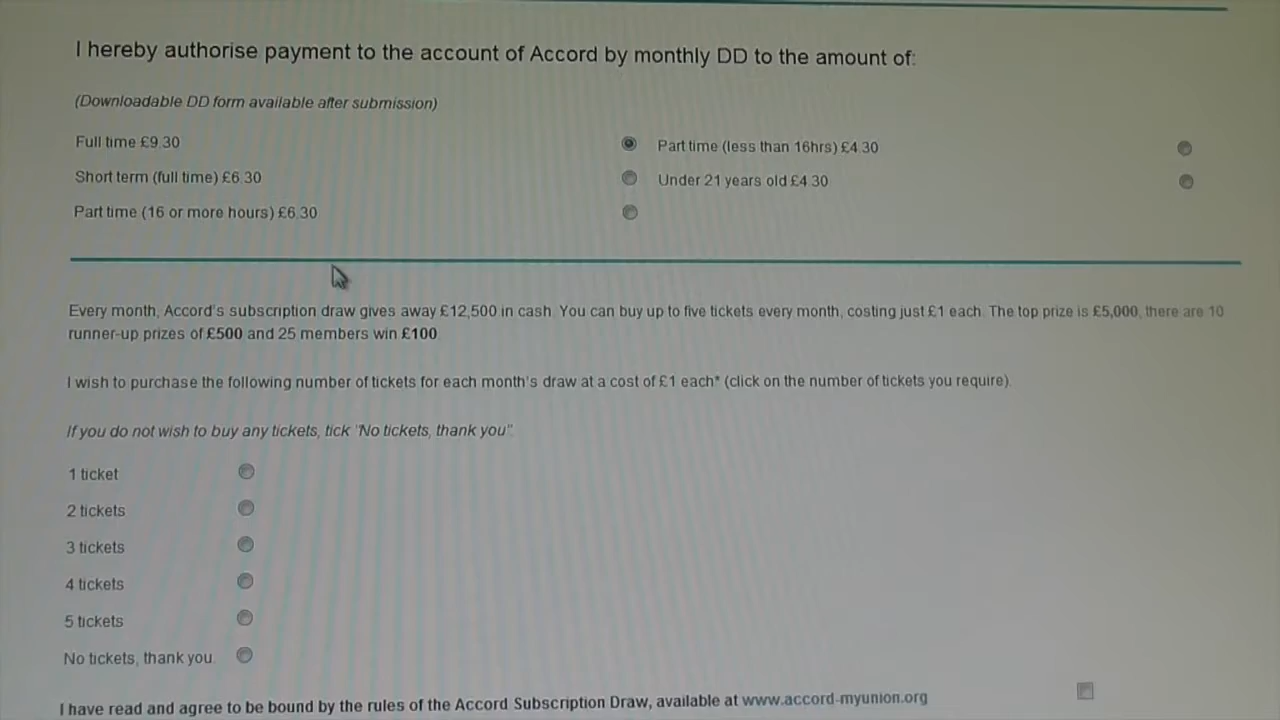 I hereby authorise payment to the account of Accord by monthly DD to the amount of:
(Downloadable DD form available after submission)
Full time £9.30
Part time (less than 16hrs) £4.30
Short term (full time) £6.30
Under 21 years old £4.30
Part time (16 or more hours) £6.30
Every month, Accord's subscription draw gives away £12,500 in cash. You can buy up to five tickets every month, costing just £1 each. The top prize is £5,000, there are 10
runner-up prizes of £500 and 25 members win £100.
I wish to purchase the following number of tickets for each month's draw at a cost of £1 each* (click on the number of tickets you require).
If you do not wish to buy any tickets, tick "No tickets, thank you".
1 ticket
2 tickets
3 tickets
4 tickets
5 tickets
No tickets, thank you.
I have read and agree to be bound by the rules of the Accord Subscription Draw, available at www.accord-myunion.org